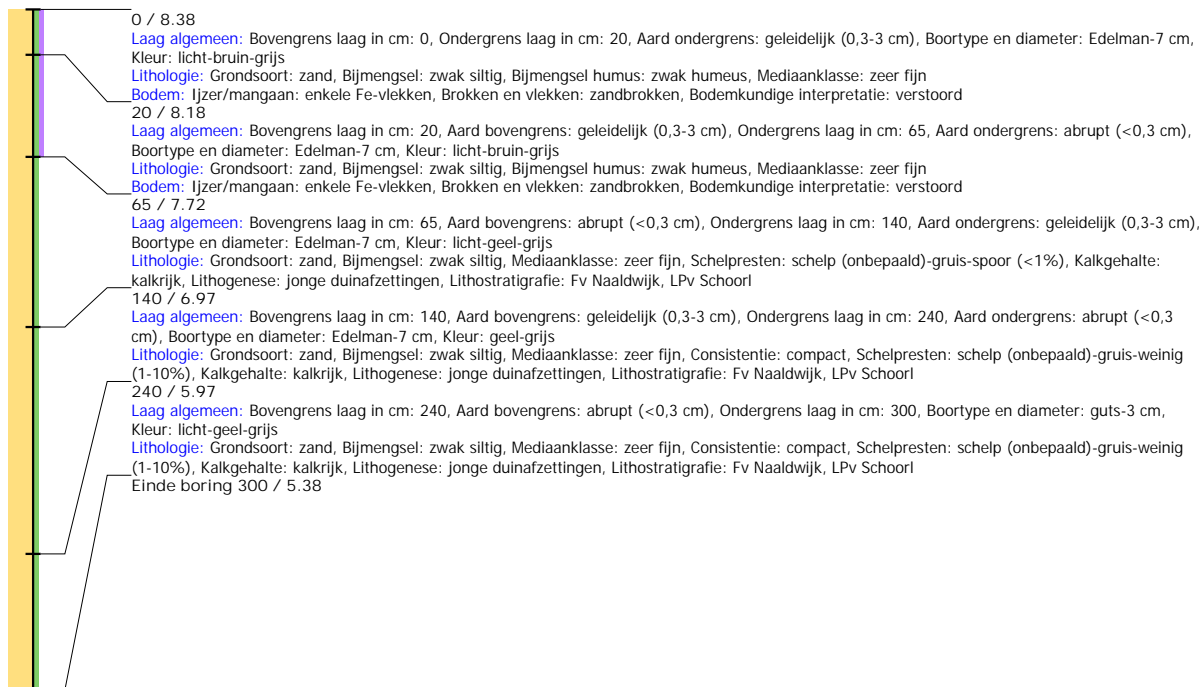 0 / 8.38
Laag algemeen: Bovengrens laag in cm: 0, Ondergrens laag in cm: 20, Aard ondergrens: geleidelijk (0,3-3 cm), Boortype en diameter: Edelman-7 cm,
Kleur: licht-bruin-grijs
Lithologie: Grondsoort: zand, Bijmengsel: zwak siltig, Bijmengsel humus: zwak humeus, Mediaanklasse: zeer fijn
Bodem: Ijzer/mangaan: enkele Fe-vlekken, Brokken en vlekken: zandbrokken, Bodemkundige interpretatie: verstoord
20 / 8.18
Laag algemeen: Bovengrens laag in cm: 20, Aard bovengrens: geleidelijk (0,3-3 cm), Ondergrens laag in cm: 65, Aard ondergrens: abrupt (<0,3 cm),
Boortype en diameter: Edelman-7 cm, Kleur: licht-bruin-grijs
Lithologie: Grondsoort: zand, Bijmengsel: zwak siltig, Bijmengsel humus: zwak humeus, Mediaanklasse: zeer fijn
Bodem: Ijzer/mangaan: enkele Fe-vlekken, Brokken en vlekken: zandbrokken, Bodemkundige interpretatie: verstoord
65 / 7.72
Laag algemeen: Bovengrens laag in cm: 65, Aard bovengrens: abrupt (<0,3 cm), Ondergrens laag in cm: 140, Aard ondergrens: geleidelijk (0,3-3 cm),
Boortype en diameter: Edelman-7 cm, Kleur: licht-geel-grijs
Lithologie: Grondsoort: zand, Bijmengsel: zwak siltig, Mediaanklasse: zeer fijn, Schelpresten: schelp (onbepaald)-gruis-spoor (<1%), Kalkgehalte:
kalkrijk, Lithogenese: jonge duinafzettingen, Lithostratigrafie: Fv Naaldwijk, LPv Schoorl
140 / 6.97
Laag algemeen: Bovengrens laag in cm: 140, Aard bovengrens: geleidelijk (0,3-3 cm), Ondergrens laag in cm: 240, Aard ondergrens: abrupt (<0,3
cm), Boortype en diameter: Edelman-7 cm, Kleur: geel-grijs
Lithologie: Grondsoort: zand, Bijmengsel: zwak siltig, Mediaanklasse: zeer fijn, Consistentie: compact, Schelpresten: schelp (onbepaald)-gruis-weinig
(1-10%), Kalkgehalte: kalkrijk, Lithogenese: jonge duinafzettingen, Lithostratigrafie: Fv Naaldwijk, LPv Schoorl
240 / 5.97
Laag algemeen: Bovengrens laag in cm: 240, Aard bovengrens: abrupt (<0,3 cm), Ondergrens laag in cm: 300, Boortype en diameter: guts-3 cm,
Kleur: licht-geel-grijs
Lithologie: Grondsoort: zand, Bijmengsel: zwak siltig, Mediaanklasse: zeer fijn, Consistentie: compact, Schelpresten: schelp (onbepaald)-gruis-weinig
(1-10%), Kalkgehalte: kalkrijk, Lithogenese: jonge duinafzettingen, Lithostratigrafie: Fv Naaldwijk, LPv Schoorl
Einde boring 300 / 5.38